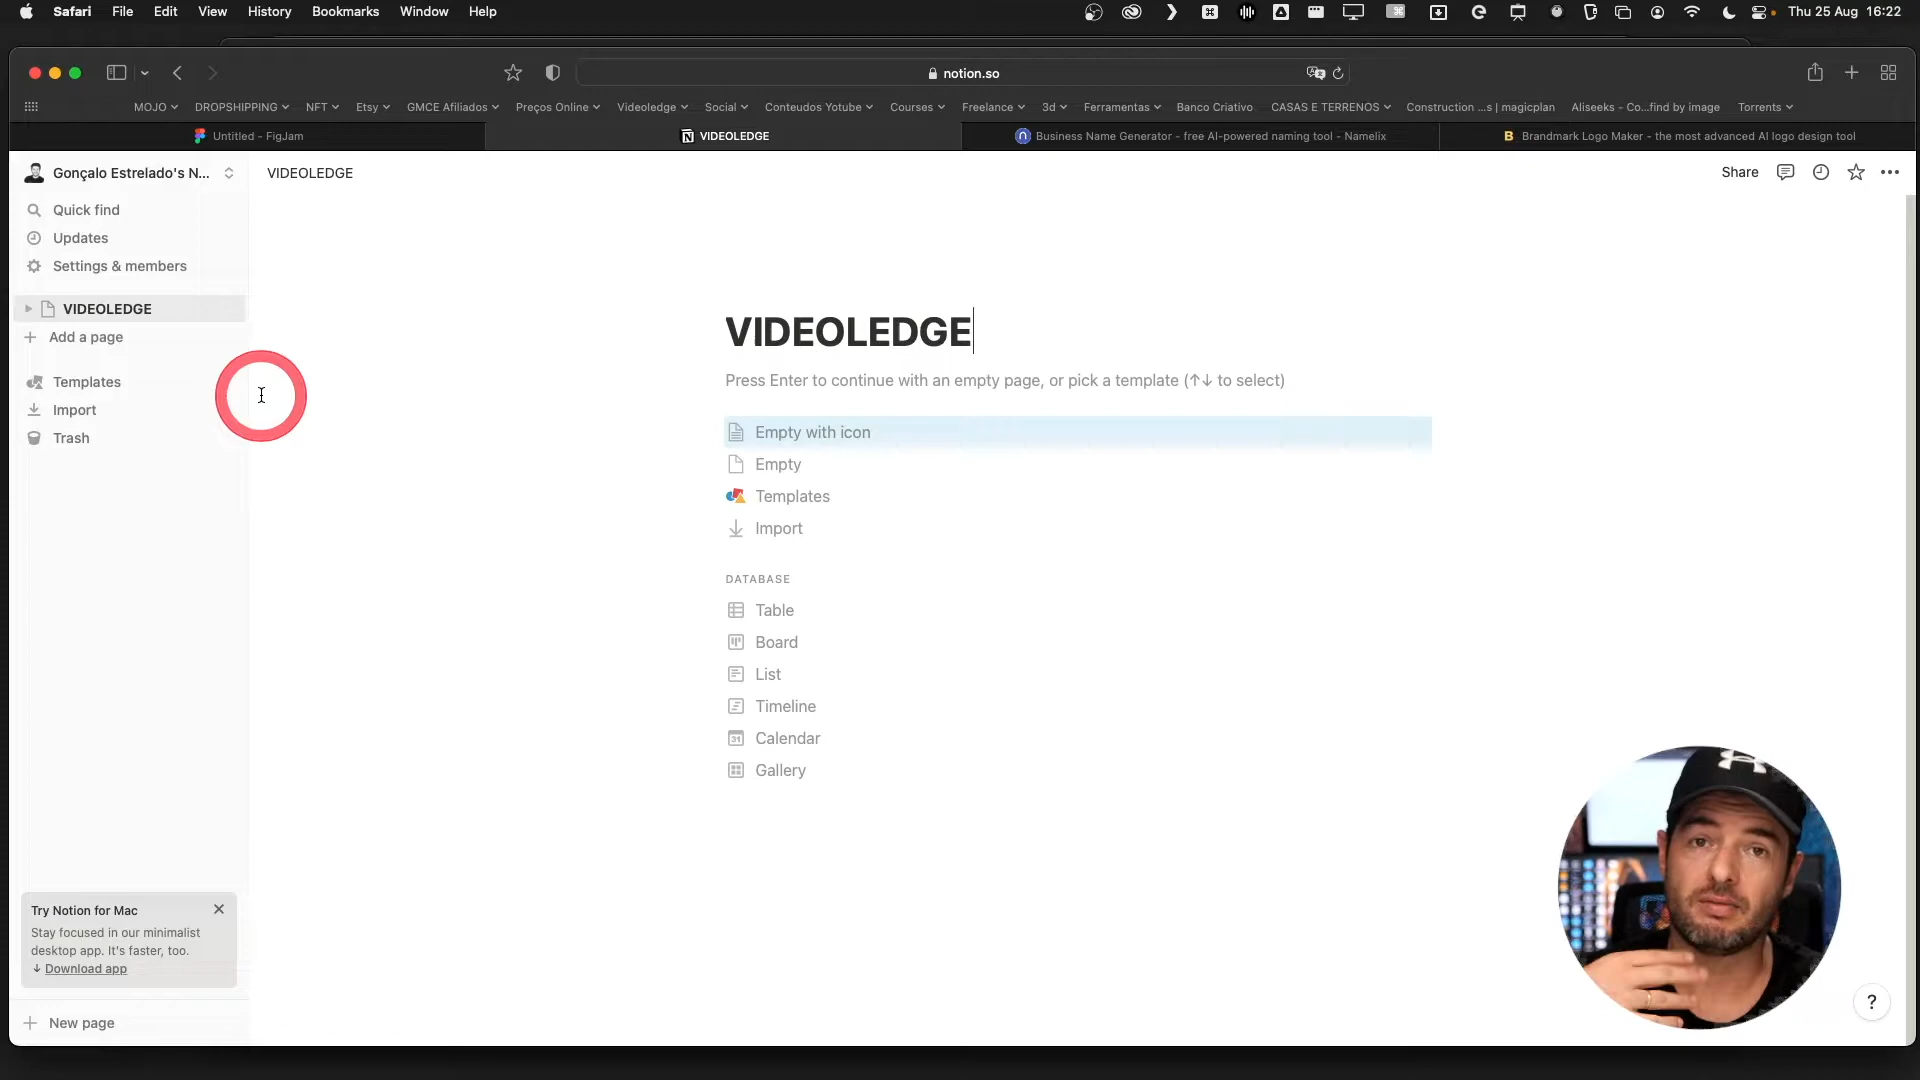 Safari File Edit View History Bookmarks Window Help Thu 25 Aug 16:22
notion.so
MOJO DROPSHIPPING NFT Etsy GMCE Afiliados Preços Online Videoledge Social Conteudos Yotube Courses Freelance 3d Ferramentas Banco Criativo CASAS E TERRENOS Construction ...s | magicplan Aliseeks - Co...find by image Torrents
Untitled - FigJam VIDEOLEDGE Business Name Generator - free AI-powered naming tool - Namelix Brandmark Logo Maker - the most advanced AI logo design tool
Gonçalo Estrelado's N... VIDEOLEDGE Share
Quick find
Updates
Settings & members
VIDEOLEDGE
Add a page
Templates
Import
Trash
VIDEOLEDGE
Press Enter to continue with an empty page, or pick a template (↑↓ to select)
Empty with icon
Empty
Templates
Import
DATABASE
Table
Board
List
Timeline
Calendar
Gallery
Try Notion for Mac
Stay focused in our minimalist
desktop app. It's faster, too.
Download app
New page
?